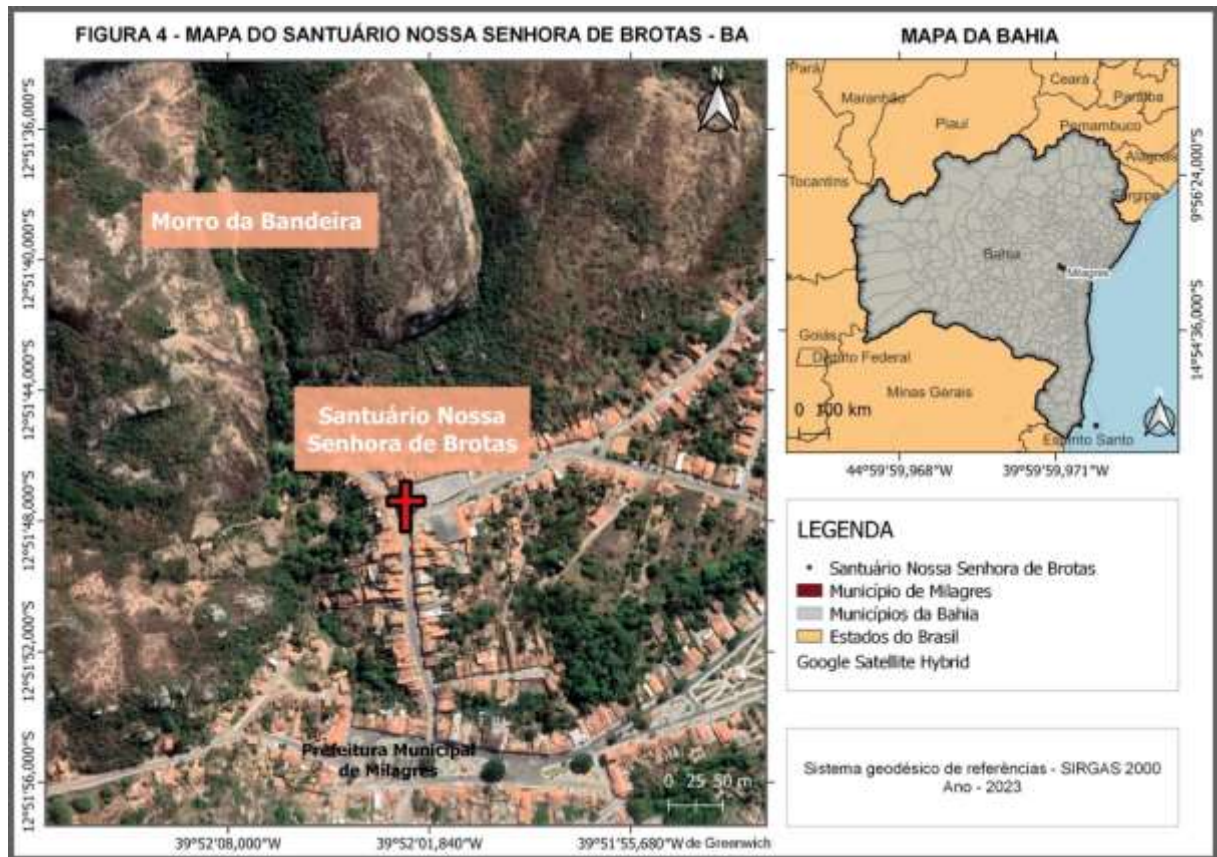 FIGURA 4 - MAPA DO SANTUÁRIO NOSSA SENHORA DE BROTAS - BA
N
12°51'36,000"S
12°51'40,000"S
12°51'44,000"S
12°51'48,000"S
12°51'52,000"S
12°51'56,000"S
Morro da Bandeira
Santuário Nossa
Senhora de Brotas
Prefeitura Municipal
de Milagres
0 25 50 m
39°52'08,000"W
39°52'01,840"W
39°51'55,680"W de Greenwich
MAPA DA BAHIA
Pará
Maranhão
Ceará
Paraíba
Piauí
Pernambuco
Alagoas
Tocantins
Sergipe
Bahia
Milagres
Goiás
Distrito Federal
Minas Gerais
0 100 km
Espírito Santo
9°56'24,000"S
14°54'36,000"S
44°59'59,968"W
39°59'59,971"W
LEGENDA
Santuário Nossa Senhora de Brotas
Município de Milagres
Municípios da Bahia
Estados do Brasil
Google Satellite Hybrid
Sistema geodésico de referências - SIRGAS 2000
Ano - 2023